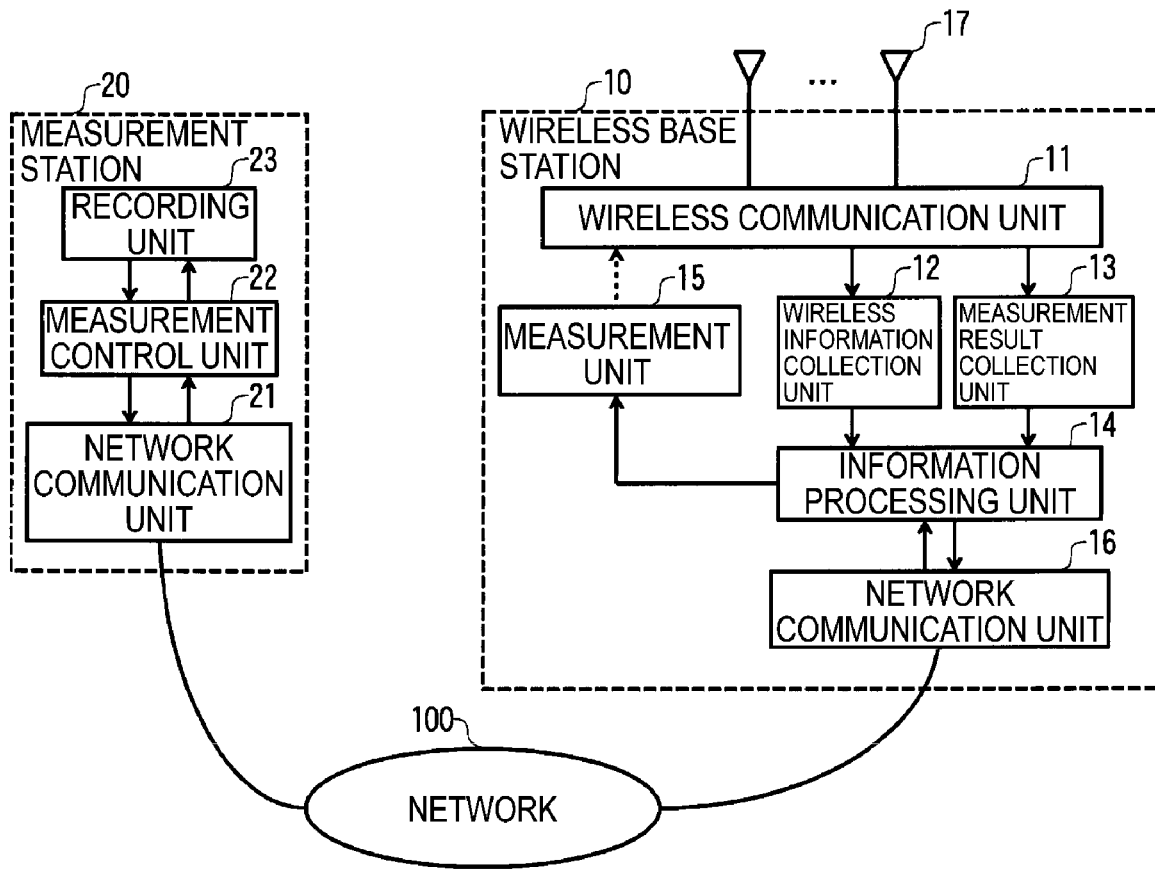 20
MEASUREMENT
STATION
23
RECORDING
UNIT
22
MEASUREMENT
CONTROL UNIT
21
NETWORK
COMMUNICATION
UNIT
17
...
10
WIRELESS BASE
STATION
11
WIRELESS COMMUNICATION UNIT
15
MEASUREMENT
UNIT
12
WIRELESS
INFORMATION
COLLECTION
UNIT
13
MEASUREMENT
RESULT
COLLECTION
UNIT
14
INFORMATION
PROCESSING UNIT
16
NETWORK
COMMUNICATION UNIT
100
NETWORK